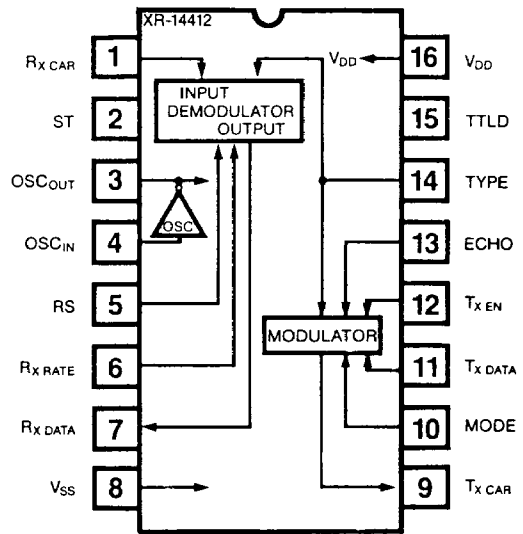 XR-14412
RX CAR 1
ST 2
OSCOUT 3
OSCIN 4
RS 5
RX RATE 6
RX DATA 7
VSS 8
INPUT
DEMODULATOR
OUTPUT
OSC
MODULATOR
VDD
16 VDD
15 TTLD
14 TYPE
13 ECHO
12 TX EN
11 TX DATA
10 MODE
9 TX CAR